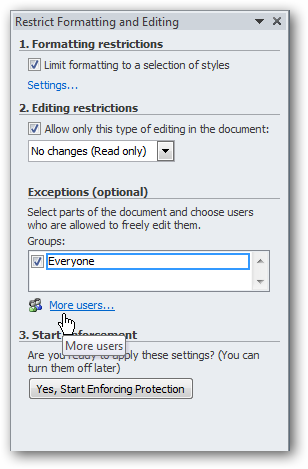 Restrict Formatting and Editing
1. Formatting restrictions
Limit formatting to a selection of styles
Settings...
2. Editing restrictions
Allow only this type of editing in the document:
No changes (Read only)
Exceptions (optional)
Select parts of the document and choose users
who are allowed to freely edit them.
Groups:
Everyone
More users...
3. Start enforcement
Are you ready to apply these settings? (You can
turn them off later)
More users
Yes, Start Enforcing Protection